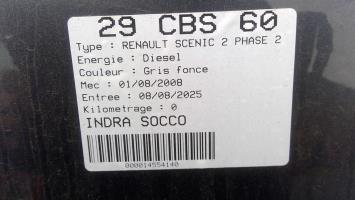 29 CBS 60
Type : RENAULT SCENIC 2 PHASE 2
Energie : Diesel
Couleur : Gris fonce
Mec : 01/08/2008
Entree : 08/08/2025
Kilometrage : 0
INDRA SOCCO
000014554140